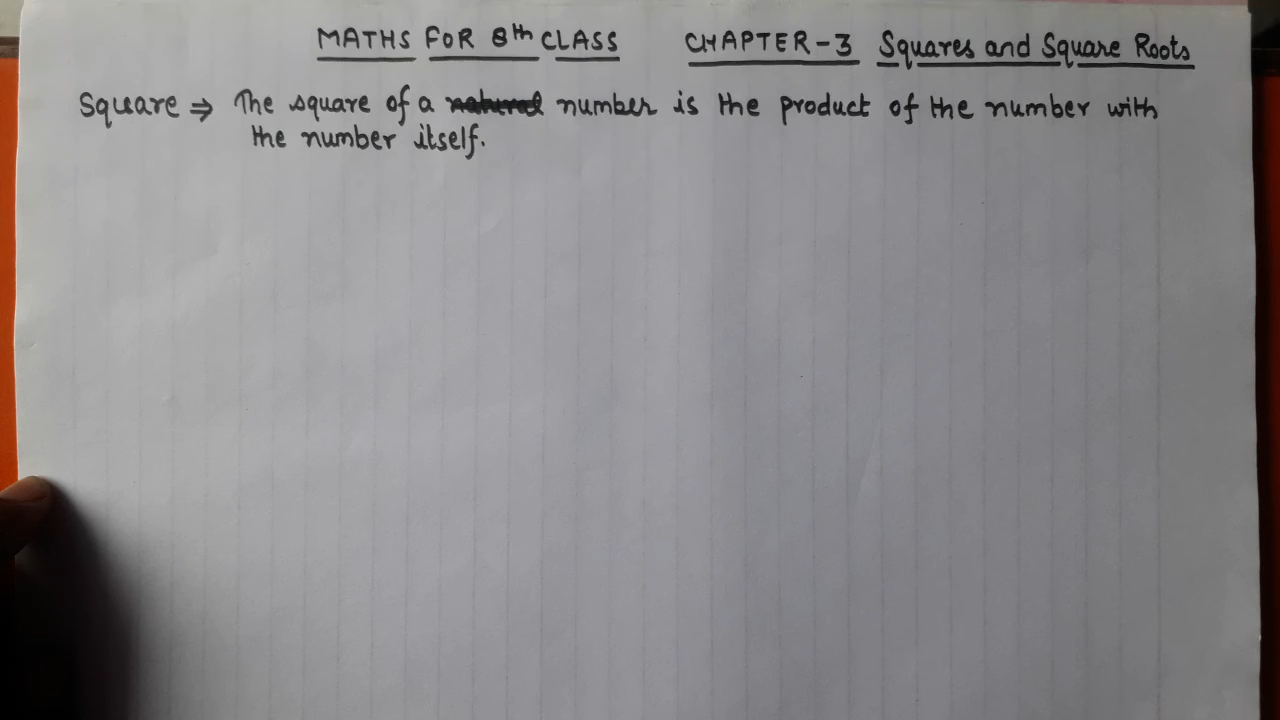 MATHS FOR 8th CLASS CHAPTER-3 Squares and Square Roots
Square ⇒ The square of a natural number is the product of the number with
the number itself.